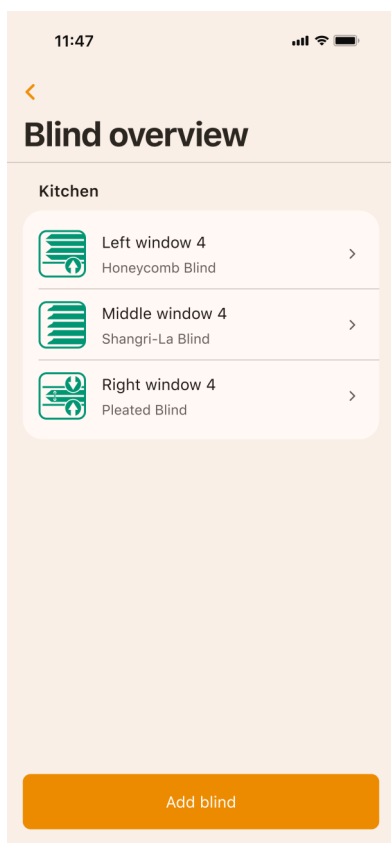 11:47
Blind overview
Kitchen
Left window 4
Honeycomb Blind
Middle window 4
Shangri-La Blind
Right window 4
Pleated Blind
Add blind